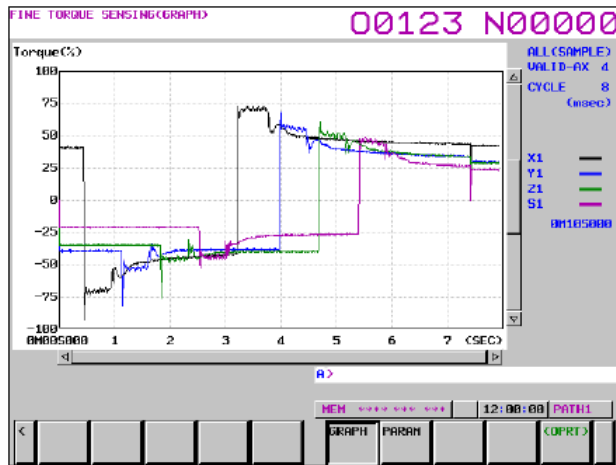 FINE TORQUE SENSING(GRAPH)
O0123 N00000
Torque(%)
ALL(SAMPLE)
VALID-AX 4
CYCLE 8
(msec)
100
75
50
25
0
-25
-50
-75
-100
X1
Y1
Z1
S1
0M10S000
0M00S000 1 2 3 4 5 6 7 (SEC)
A>
MEM **** *** *** 12:00:00 PATH1
< GRAPH PARAM (OPRT)